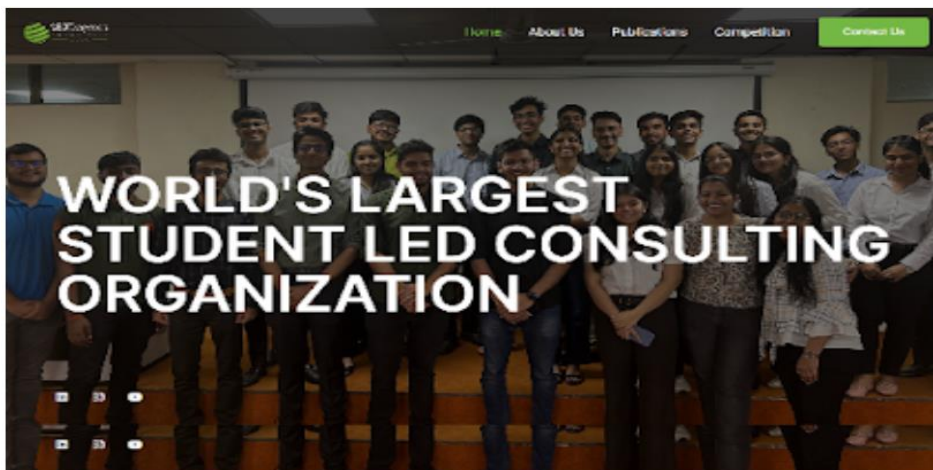 Home About Us Publications Competition Contact Us
WORLD'S LARGEST
STUDENT LED CONSULTING
ORGANIZATION